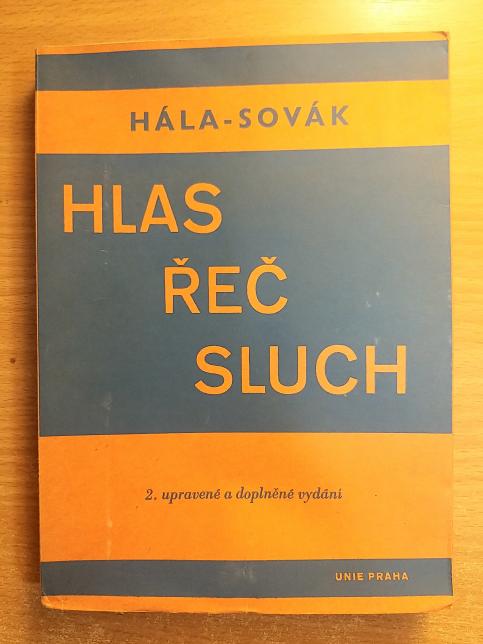 HÁLA-SOVÁK
HLAS
ŘEČ
SLUCH
2. upravené a doplněné vydání
UNIE PRAHA